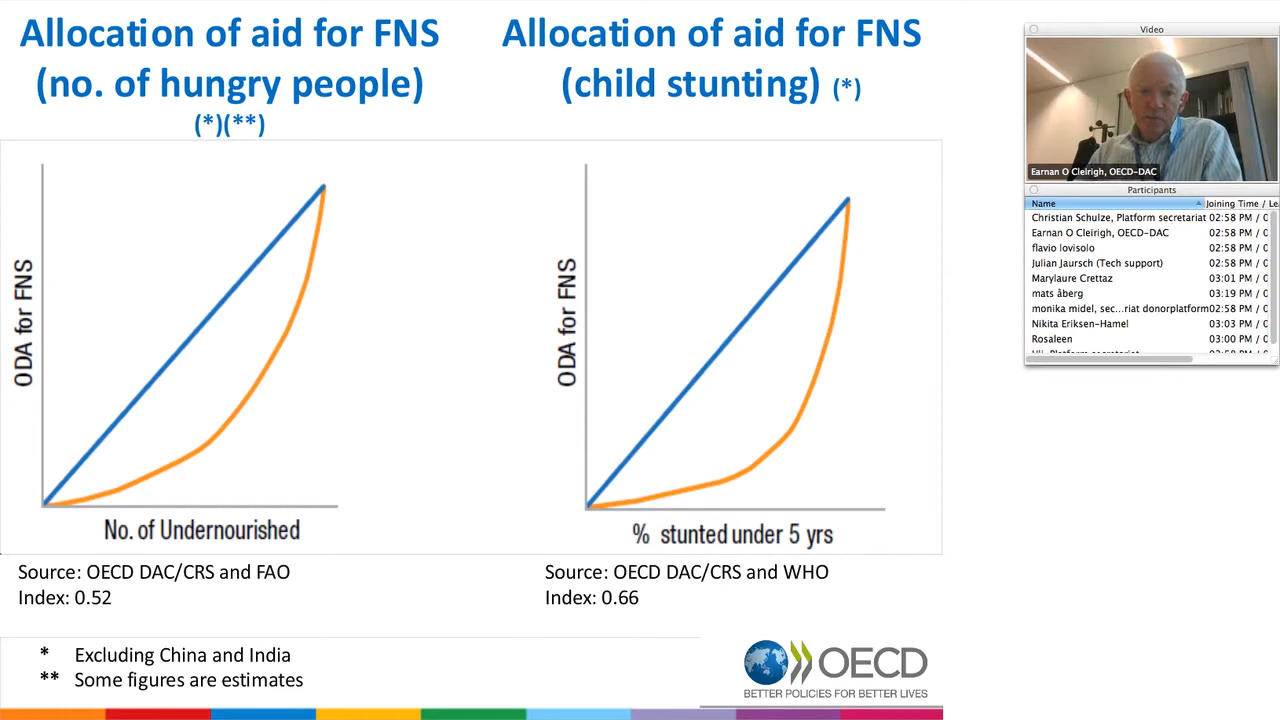 Allocation of aid for FNS
(no. of hungry people)
(*)(**)
Allocation of aid for FNS
(child stunting) (*)
ODA for FNS
No. of Undernourished
ODA for FNS
% stunted under 5 yrs
Source: OECD DAC/CRS and FAO
Index: 0.52
Source: OECD DAC/CRS and WHO
Index: 0.66
* Excluding China and India
** Some figures are estimates
OECD
BETTER POLICIES FOR BETTER LIVES
Video
Earnan O Cleirigh, OECD-DAC
Participants
Name Joining Time / Le
Christian Schulze, Platform secretariat 02:58 PM / 0
Earnan O Cleirigh, OECD-DAC 02:58 PM / 0
flavio lovisolo 02:58 PM / 0
Julian Jaursch (Tech support) 02:58 PM / 0
Marylaure Crettaz 03:01 PM / 0
mats åberg 03:19 PM / 0
monika midel, sec...riat donorplatform 02:58 PM / 0
Nikita Eriksen-Hamel 03:03 PM / 0
Rosaleen 03:00 PM / 0